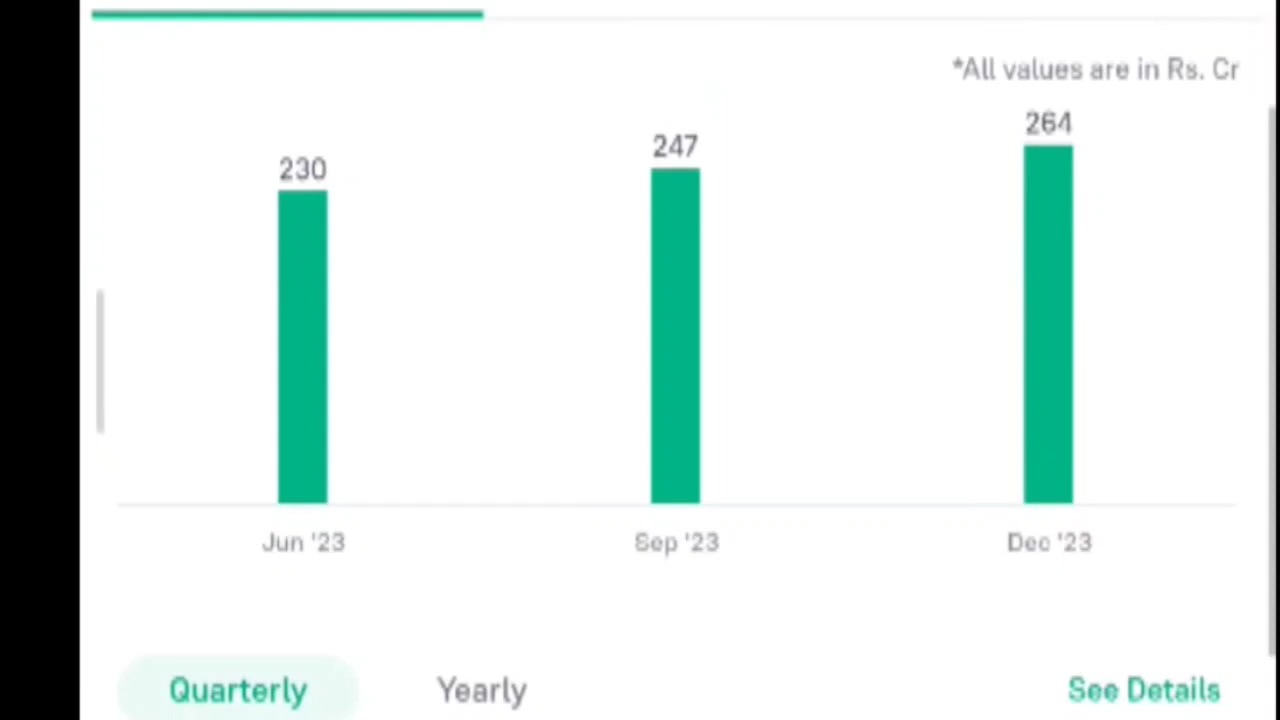 *All values are in Rs. Cr
230
247
264
Jun '23
Sep '23
Dec '23
Quarterly
Yearly
See Details